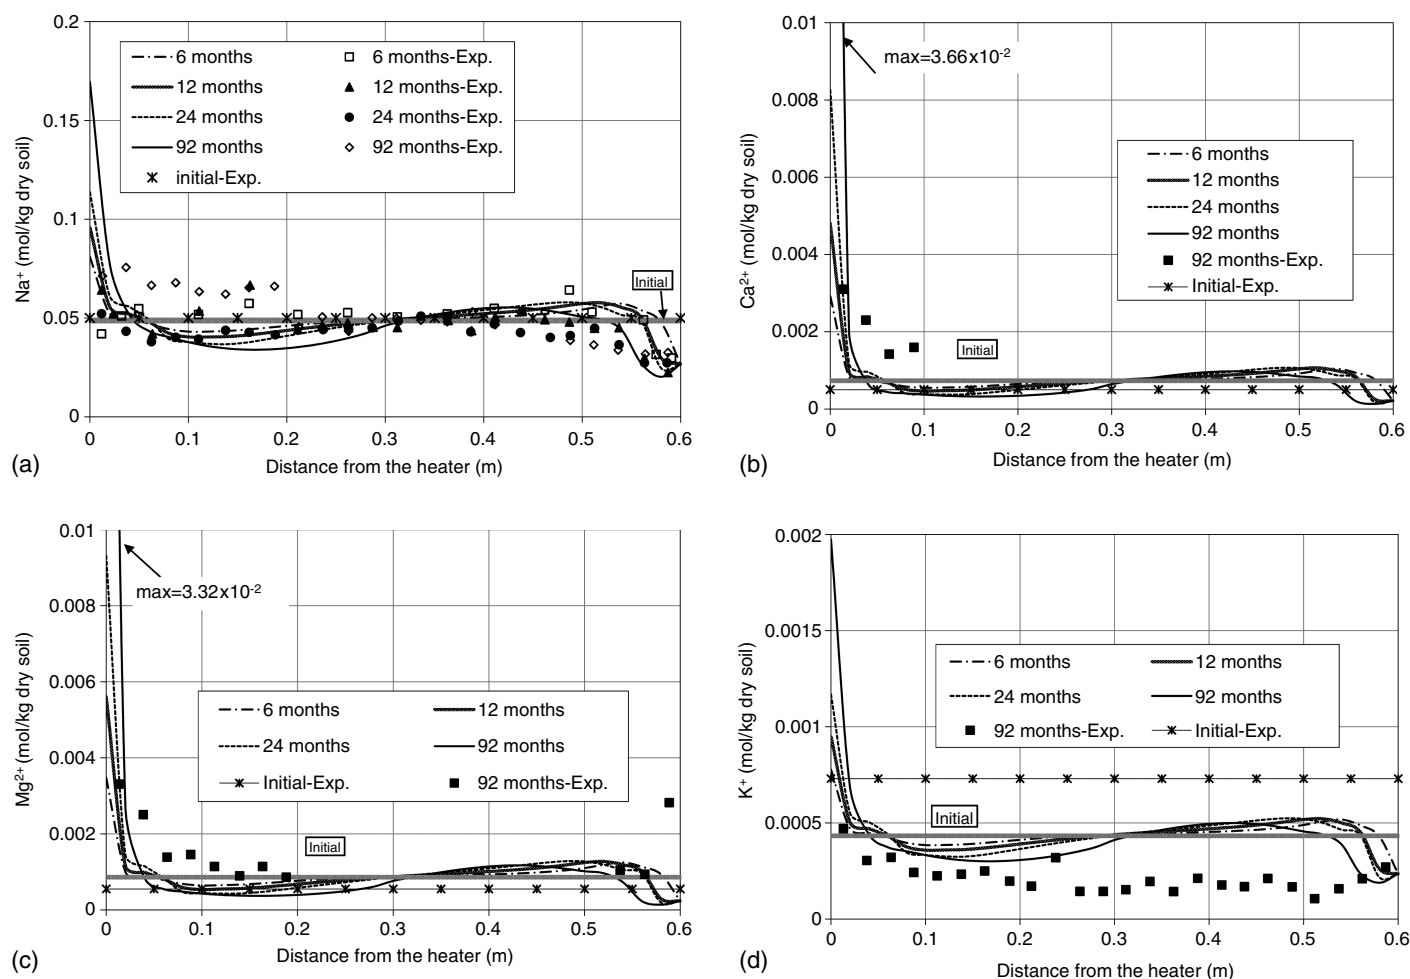 0.2
0.15
0.1
0.05
0
Na⁺ (mol/kg dry soil)
6 months
6 months-Exp.
12 months
12 months-Exp.
24 months
24 months-Exp.
92 months
92 months-Exp.
initial-Exp.
Initial
0 0.1 0.2 0.3 0.4 0.5 0.6
Distance from the heater (m)
(a)
0.01
0.008
0.006
0.004
0.002
0
Ca²⁺ (mol/kg dry soil)
max=3.66x10⁻²
6 months
12 months
24 months
92 months
92 months-Exp.
Initial-Exp.
Initial
0 0.1 0.2 0.3 0.4 0.5 0.6
Distance from the heater (m)
(b)
0.01
0.008
0.006
0.004
0.002
0
Mg²⁺ (mol/kg dry soil)
max=3.32x10⁻²
6 months
12 months
24 months
92 months
Initial-Exp.
92 months-Exp.
Initial
0 0.1 0.2 0.3 0.4 0.5 0.6
Distance from the heater (m)
(c)
0.002
0.0015
0.001
0.0005
0
K⁺ (mol/kg dry soil)
6 months
12 months
24 months
92 months
92 months-Exp.
Initial-Exp.
Initial
0 0.1 0.2 0.3 0.4 0.5 0.6
Distance from the heater (m)
(d)